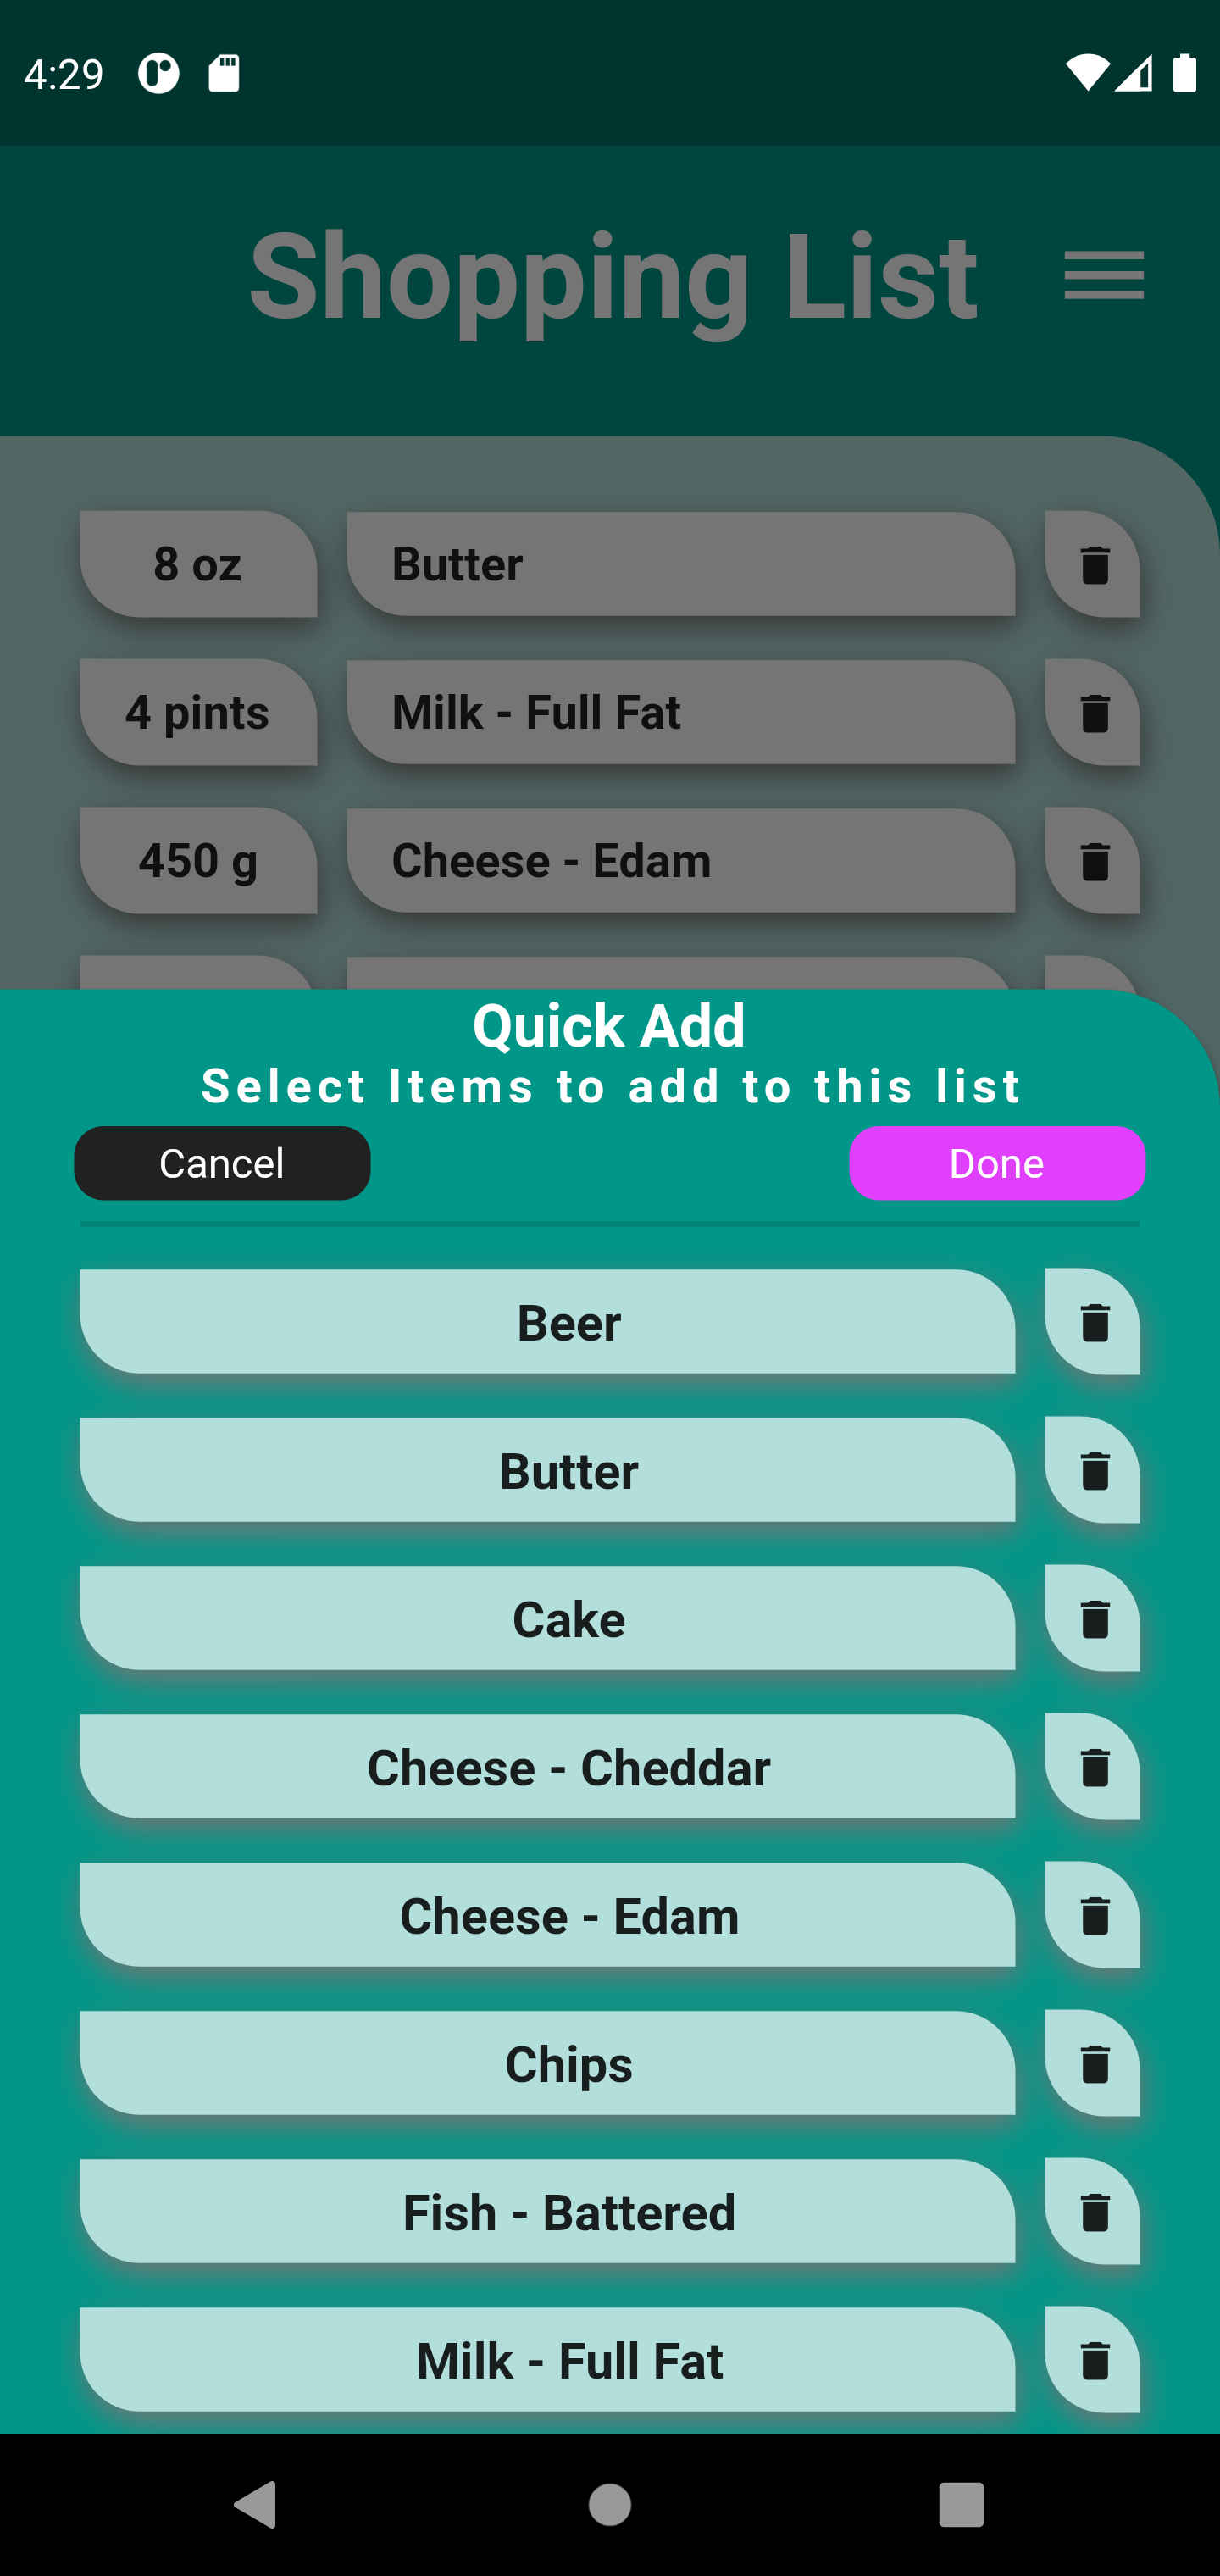 4:29
Shopping List
8 oz Butter
4 pints Milk - Full Fat
450 g Cheese - Edam
Quick Add
Select Items to add to this list
Cancel Done
Beer
Butter
Cake
Cheese - Cheddar
Cheese - Edam
Chips
Fish - Battered
Milk - Full Fat